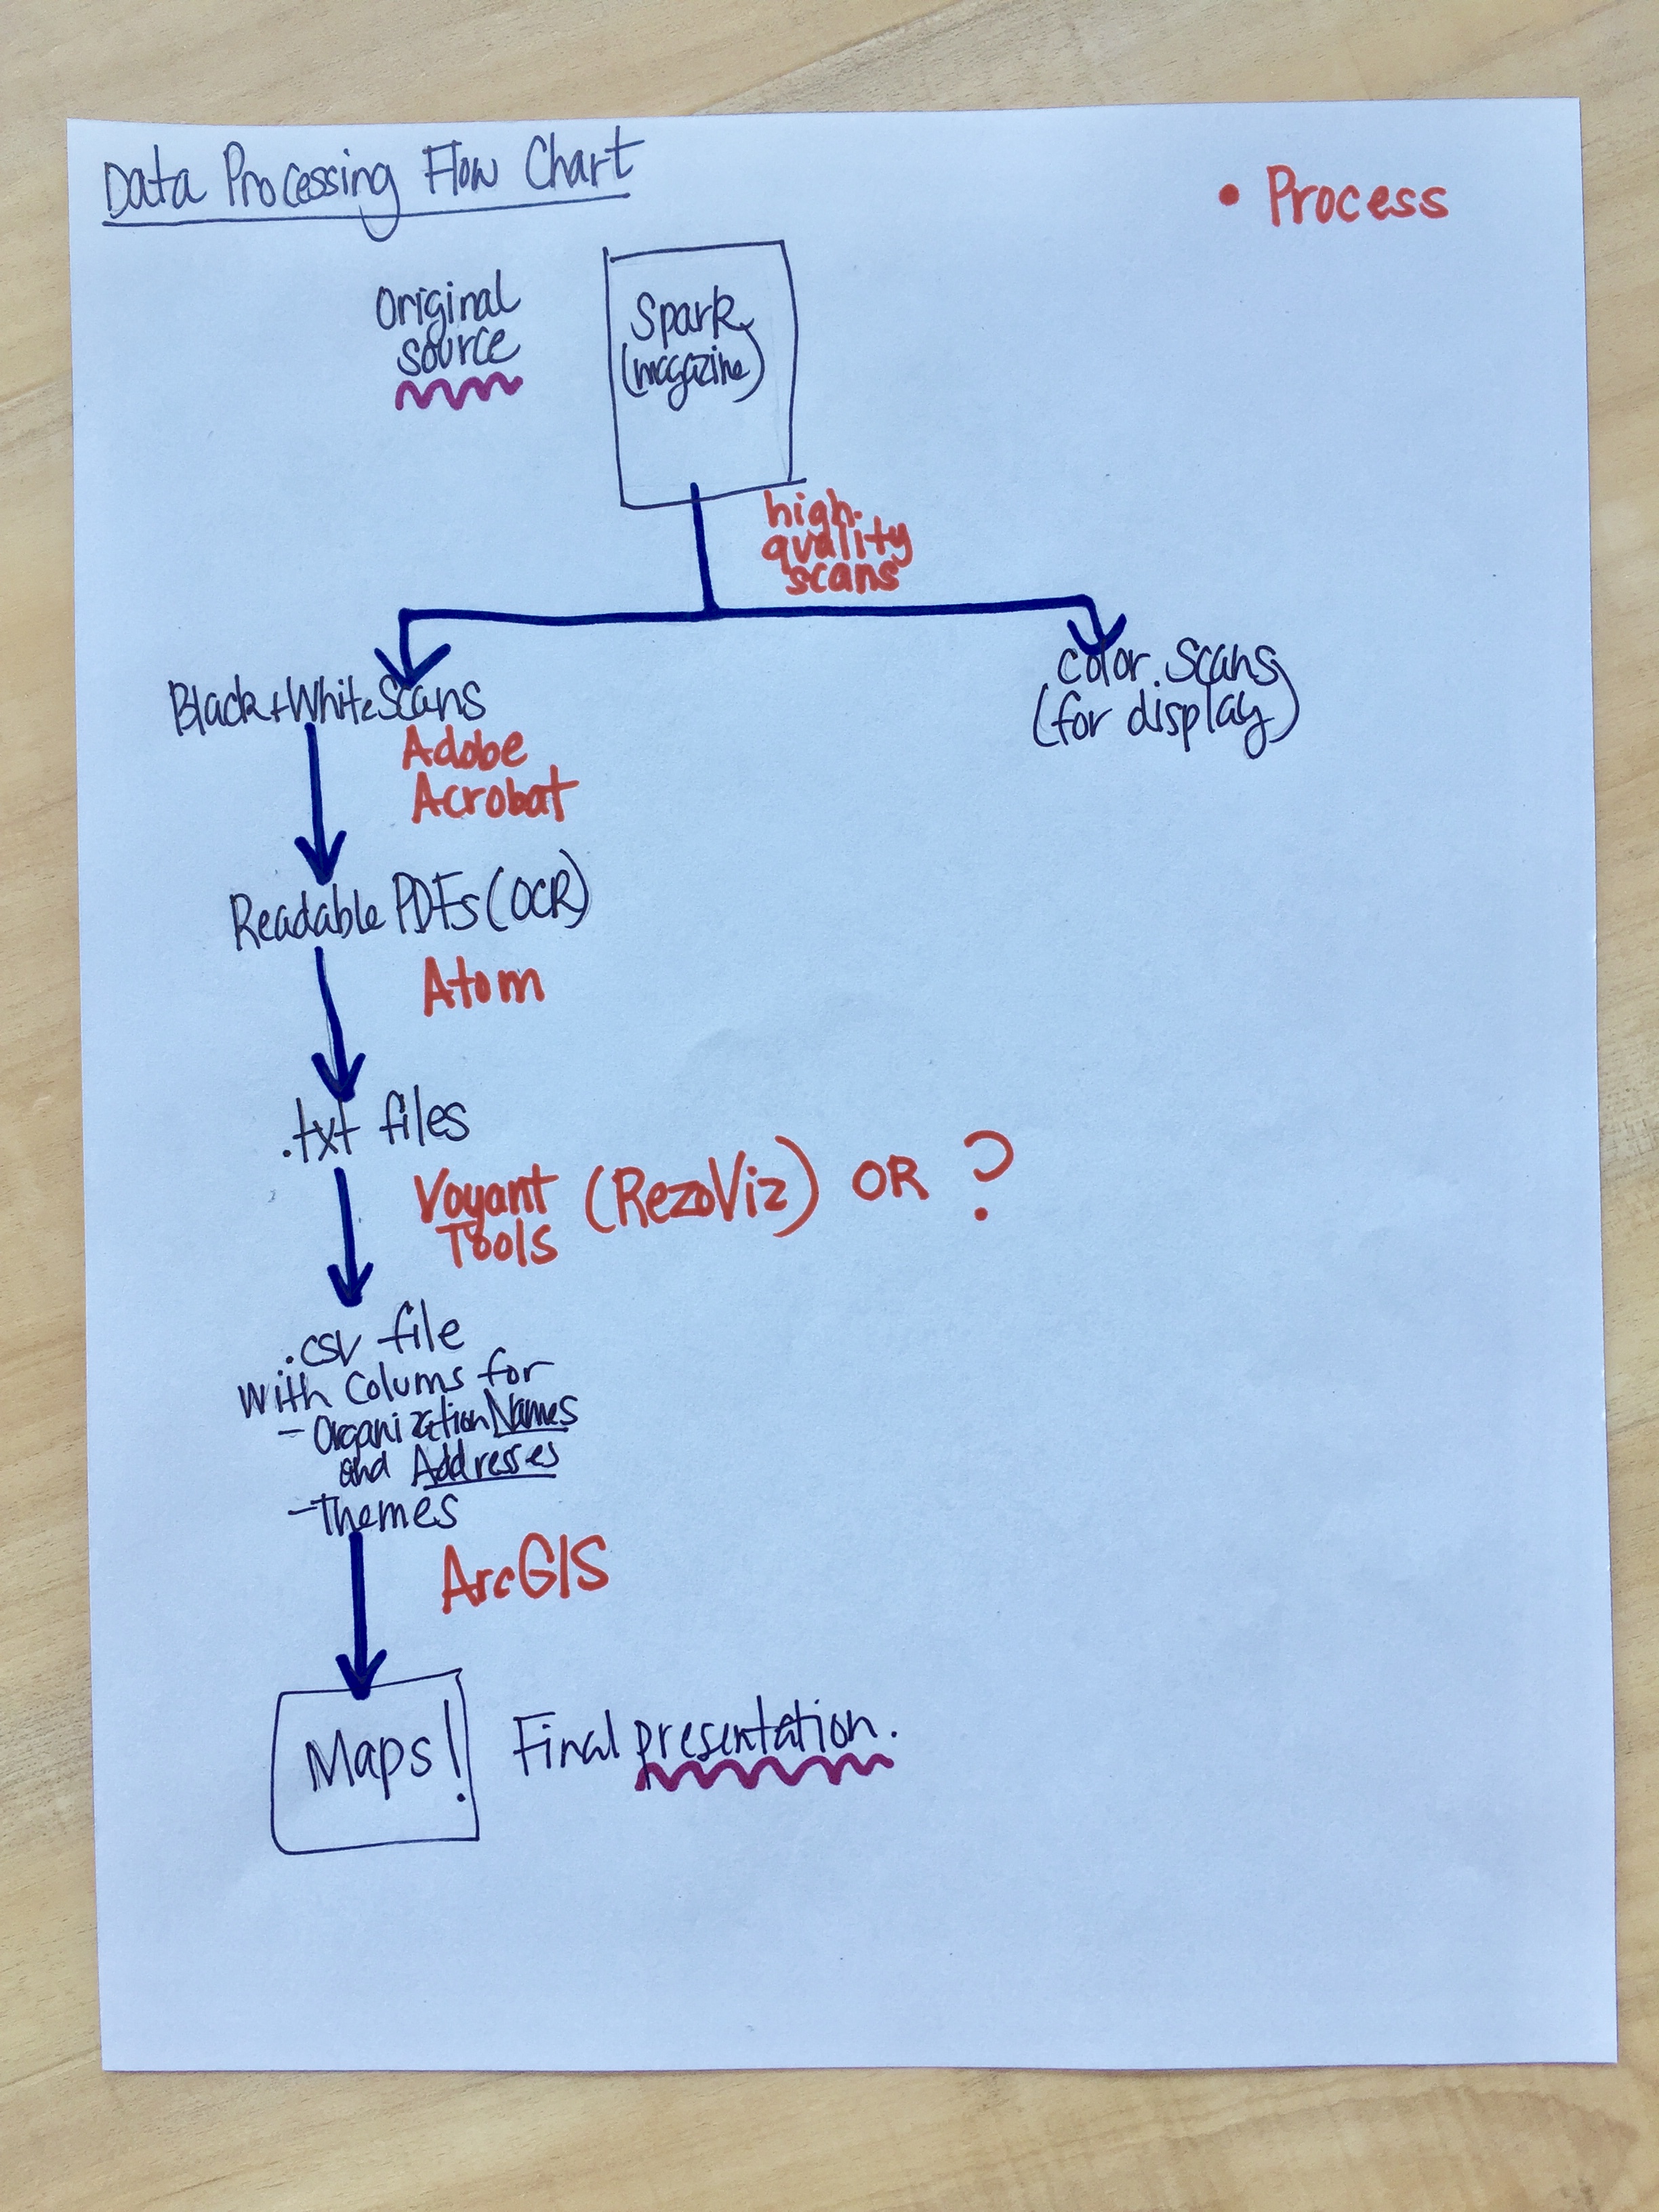 Data Processing Flow Chart
• Process
Original
source
Spark
(magazine)
high-
quality
scans
Black+White Scans
color scans
(for display)
Adobe
Acrobat
Readable PDFs (OCR)
Atom
.txt files
Voyant
Tools
(RezoViz) OR ?
.csv file
with Colums for
- Organization Names
and Addresses
- Themes
ArcGIS
Maps!
Final presentation.